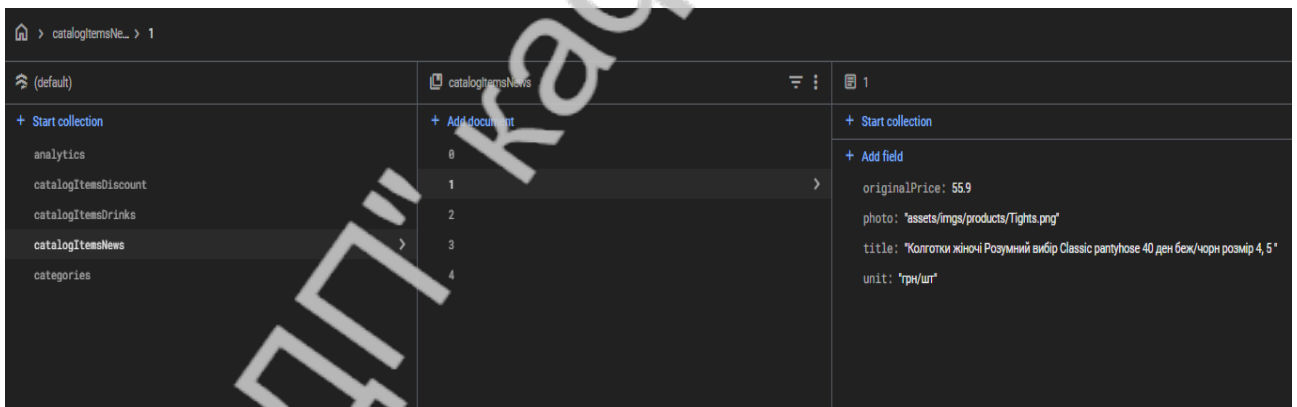 > catalogItemsNe... > 1
(default)
+ Start collection
analytics
catalogItemsDiscount
catalogItemsDrinks
catalogItemsNews
categories
catalogItemsNews
+ Add document
0
1
2
3
4
1
+ Start collection
+ Add field
originalPrice: 55.9
photo: "assets/imgs/products/Tights.png"
title: "Колготки жіночі Розумний вибір Classic pantyhose 40 ден беж/чорн розмір 4, 5 "
unit: "грн/шт"